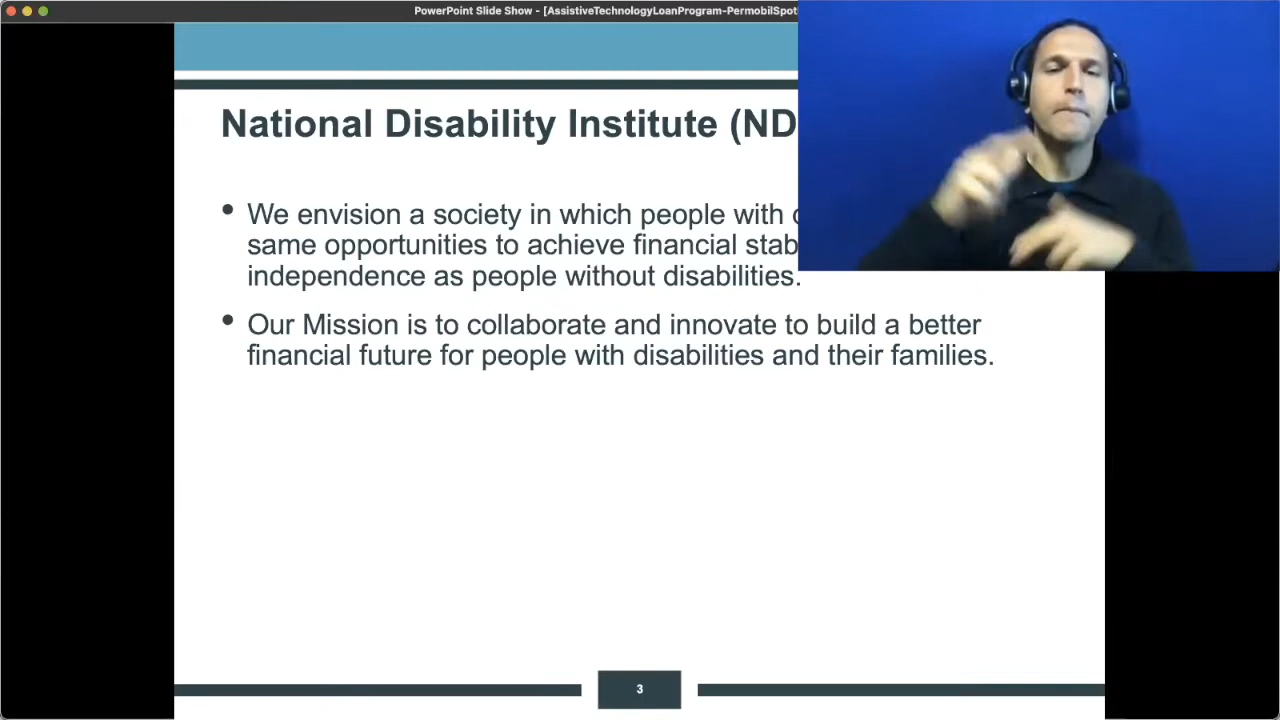 PowerPoint Slide Show - [AssistiveTechnologyLoanProgram-PermobilSpot
National Disability Institute (ND
• We envision a society in which people with
same opportunities to achieve financial stab
independence as people without disabilities.
• Our Mission is to collaborate and innovate to build a better
financial future for people with disabilities and their families.
3